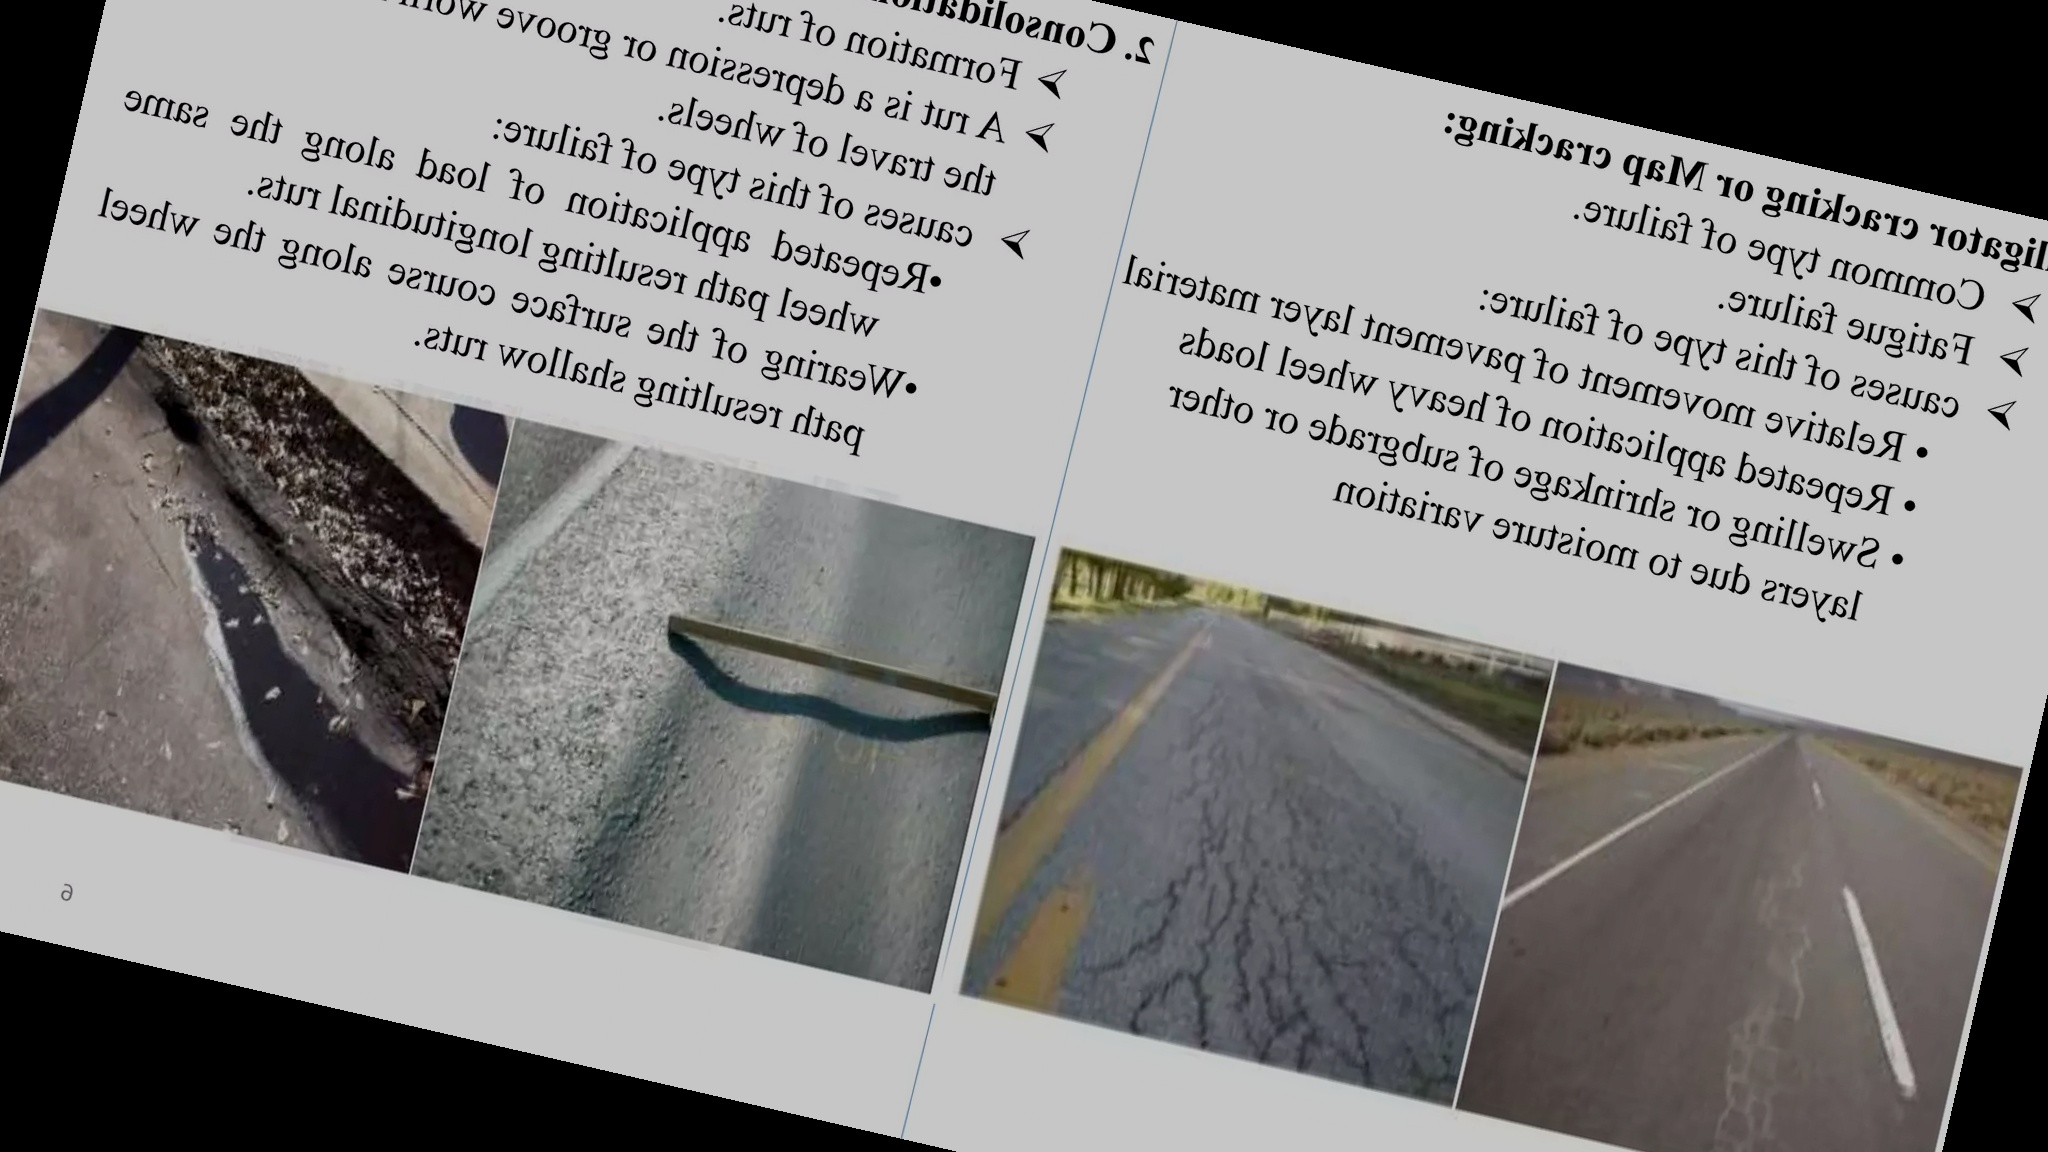 ligator cracking or Map cracking:
➢ Common type of failure.
➢ Fatigue failure.
➢ causes of this type of failure:
• Relative movement of pavement layer material
• Repeated application of heavy wheel loads
• Swelling or shrinkage of subgrade or other
layers due to moisture variation
2. Consolidation
➢ Formation of ruts.
➢ A rut is a depression or groove worn
the travel of wheels.
➢ causes of this type of failure:
•Repeated application of load along the same
wheel path resulting longitudinal ruts.
•Wearing of the surface course along the wheel
path resulting shallow ruts.
6